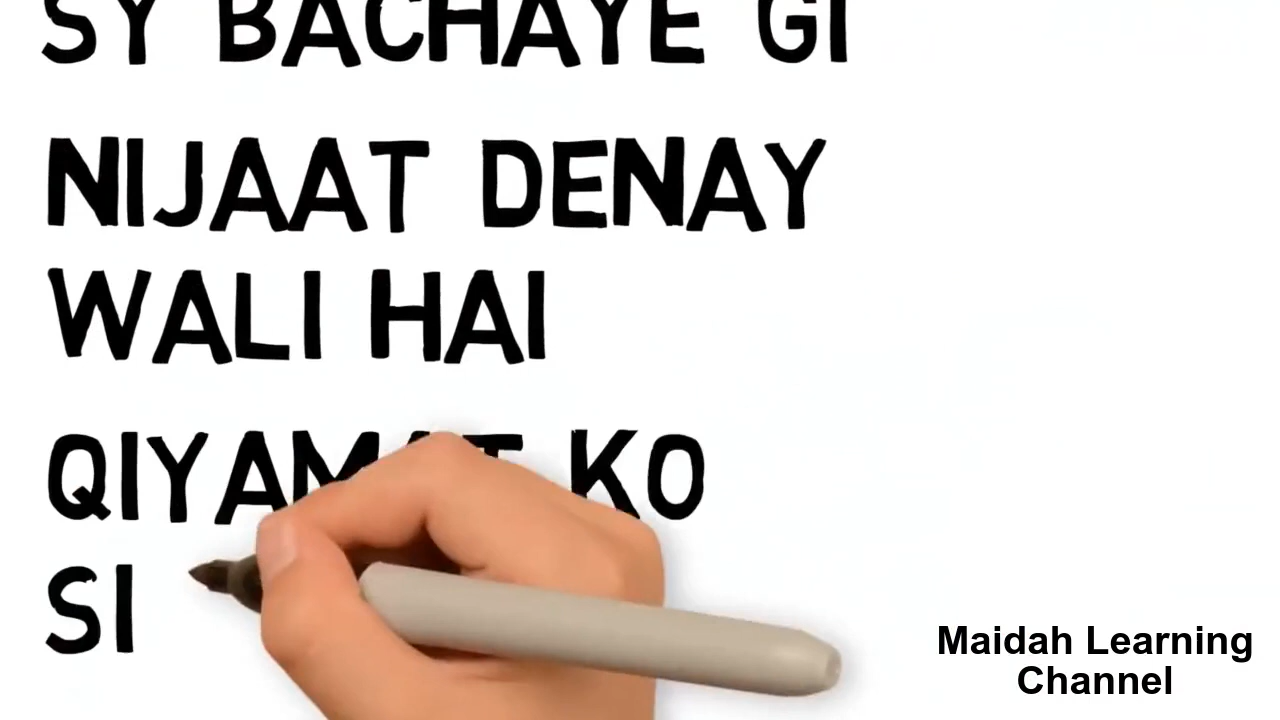 SY BACHAYE GI
NIJAAT DENAY
WALI HAI
QIYAMAT KO
SI
Maidah Learning
Channel